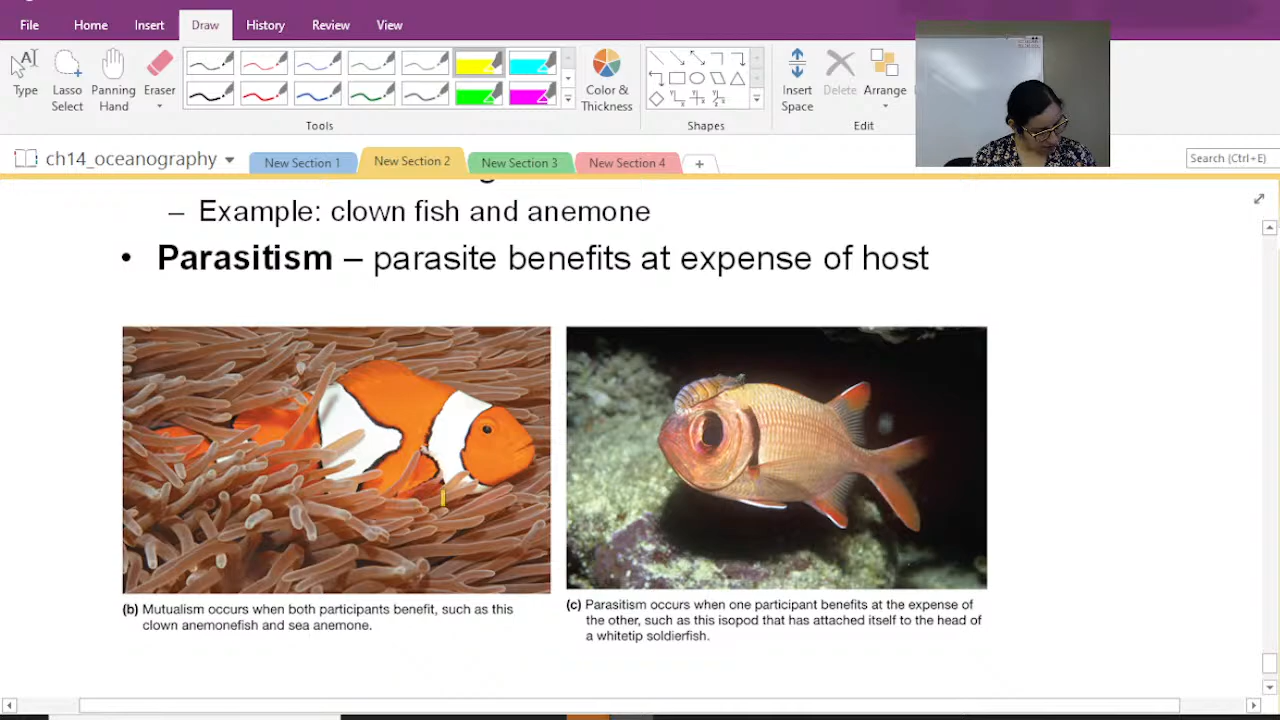 File Home Insert Draw History Review View
Type
Lasso Select
Panning Hand
Eraser
Color & Thickness
Insert Space
Delete
Arrange
Tools
Shapes
Edit
ch14_oceanography
New Section 1
New Section 2
New Section 3
New Section 4
+
Search (Ctrl+E)
– Example: clown fish and anemone
• Parasitism – parasite benefits at expense of host
(b) Mutualism occurs when both participants benefit, such as this
clown anemonefish and sea anemone.
(c) Parasitism occurs when one participant benefits at the expense of
the other, such as this isopod that has attached itself to the head of
a whitetip soldierfish.